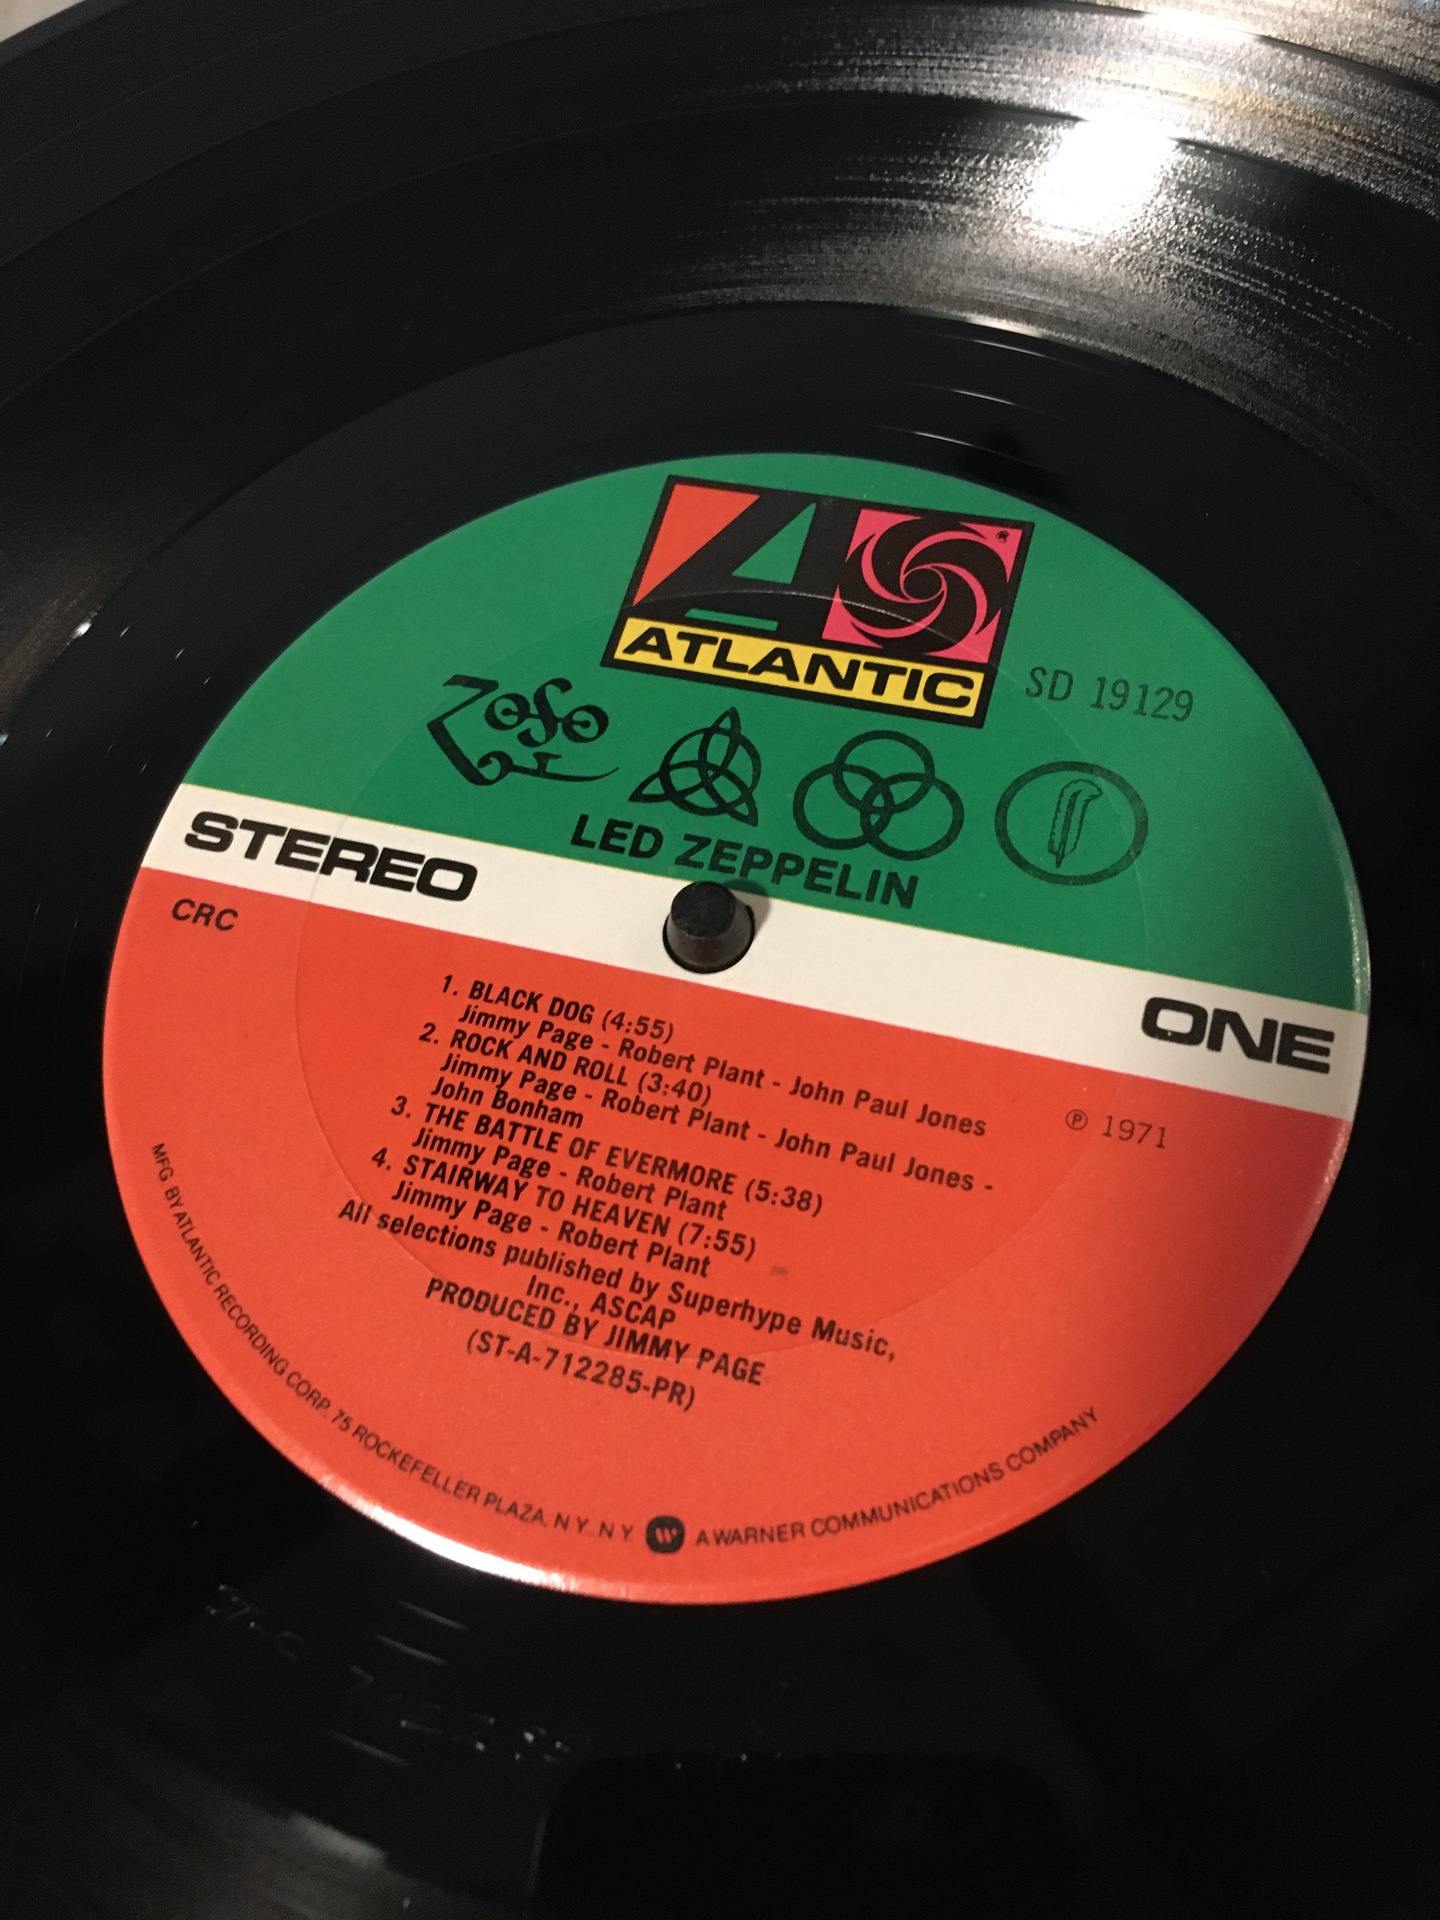 ATLANTIC
®
SD 19129
ZOSO
LED ZEPPELIN
STEREO
ONE
CRC
℗ 1971
1. BLACK DOG (4:55)
Jimmy Page - Robert Plant - John Paul Jones
2. ROCK AND ROLL (3:40)
Jimmy Page - Robert Plant - John Paul Jones -
John Bonham
3. THE BATTLE OF EVERMORE (5:38)
Jimmy Page - Robert Plant
4. STAIRWAY TO HEAVEN (7:55)
Jimmy Page - Robert Plant
All selections published by Superhype Music,
Inc., ASCAP
PRODUCED BY JIMMY PAGE
(ST-A-712285-PR)
MFG BY ATLANTIC RECORDING CORP. 75 ROCKEFELLER PLAZA, N.Y. N.Y. W A WARNER COMMUNICATIONS COMPANY